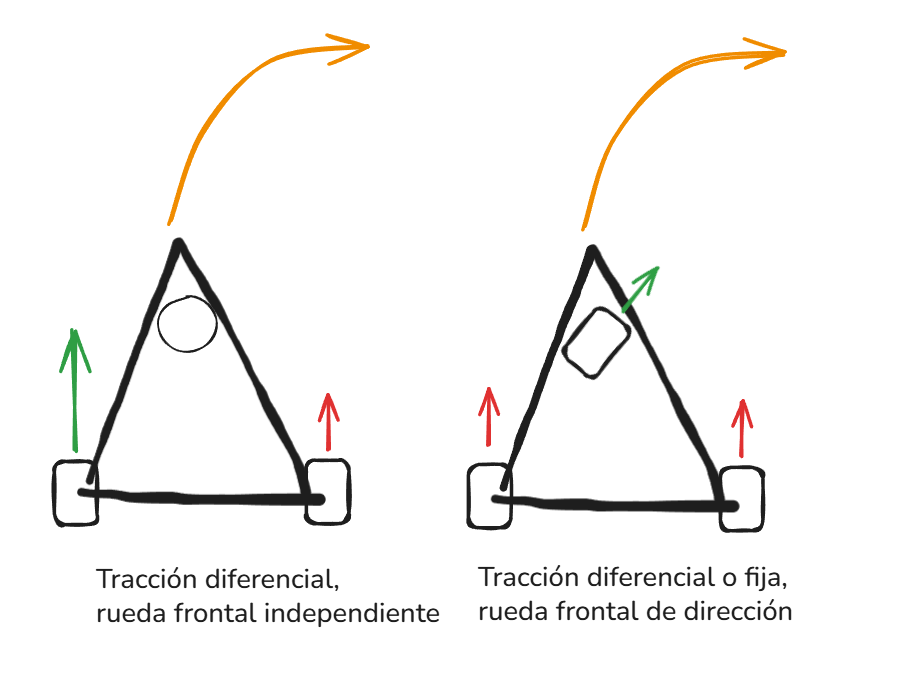 Tracción diferencial,
rueda frontal independiente
Tracción diferencial o fija,
rueda frontal de dirección